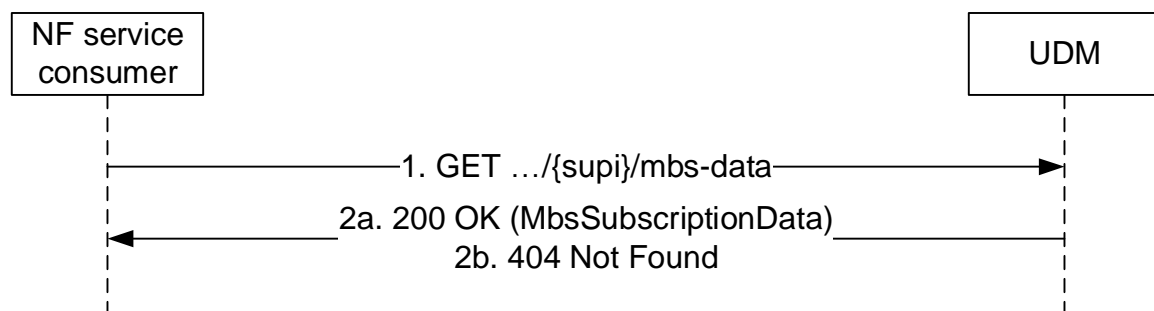 NF service
consumer
UDM
1. GET …/{supi}/mbs-data
2a. 200 OK (MbsSubscriptionData)
2b. 404 Not Found